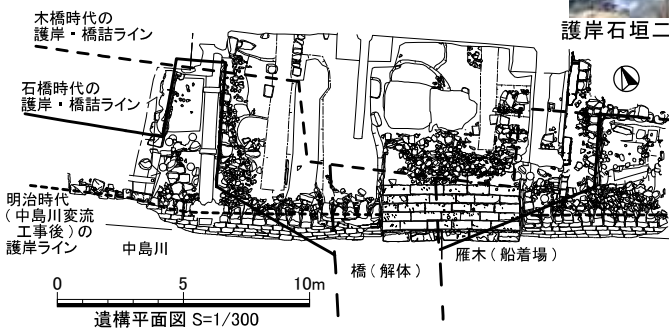 護岸石垣二
木橋時代の
護岸・橋詰ライン
石橋時代の
護岸・橋詰ライン
明治時代
(中島川変流
工事後)の
護岸ライン
中島川
橋(解体)
雁木(船着場)
0 5 10m
遺構平面図 S=1/300